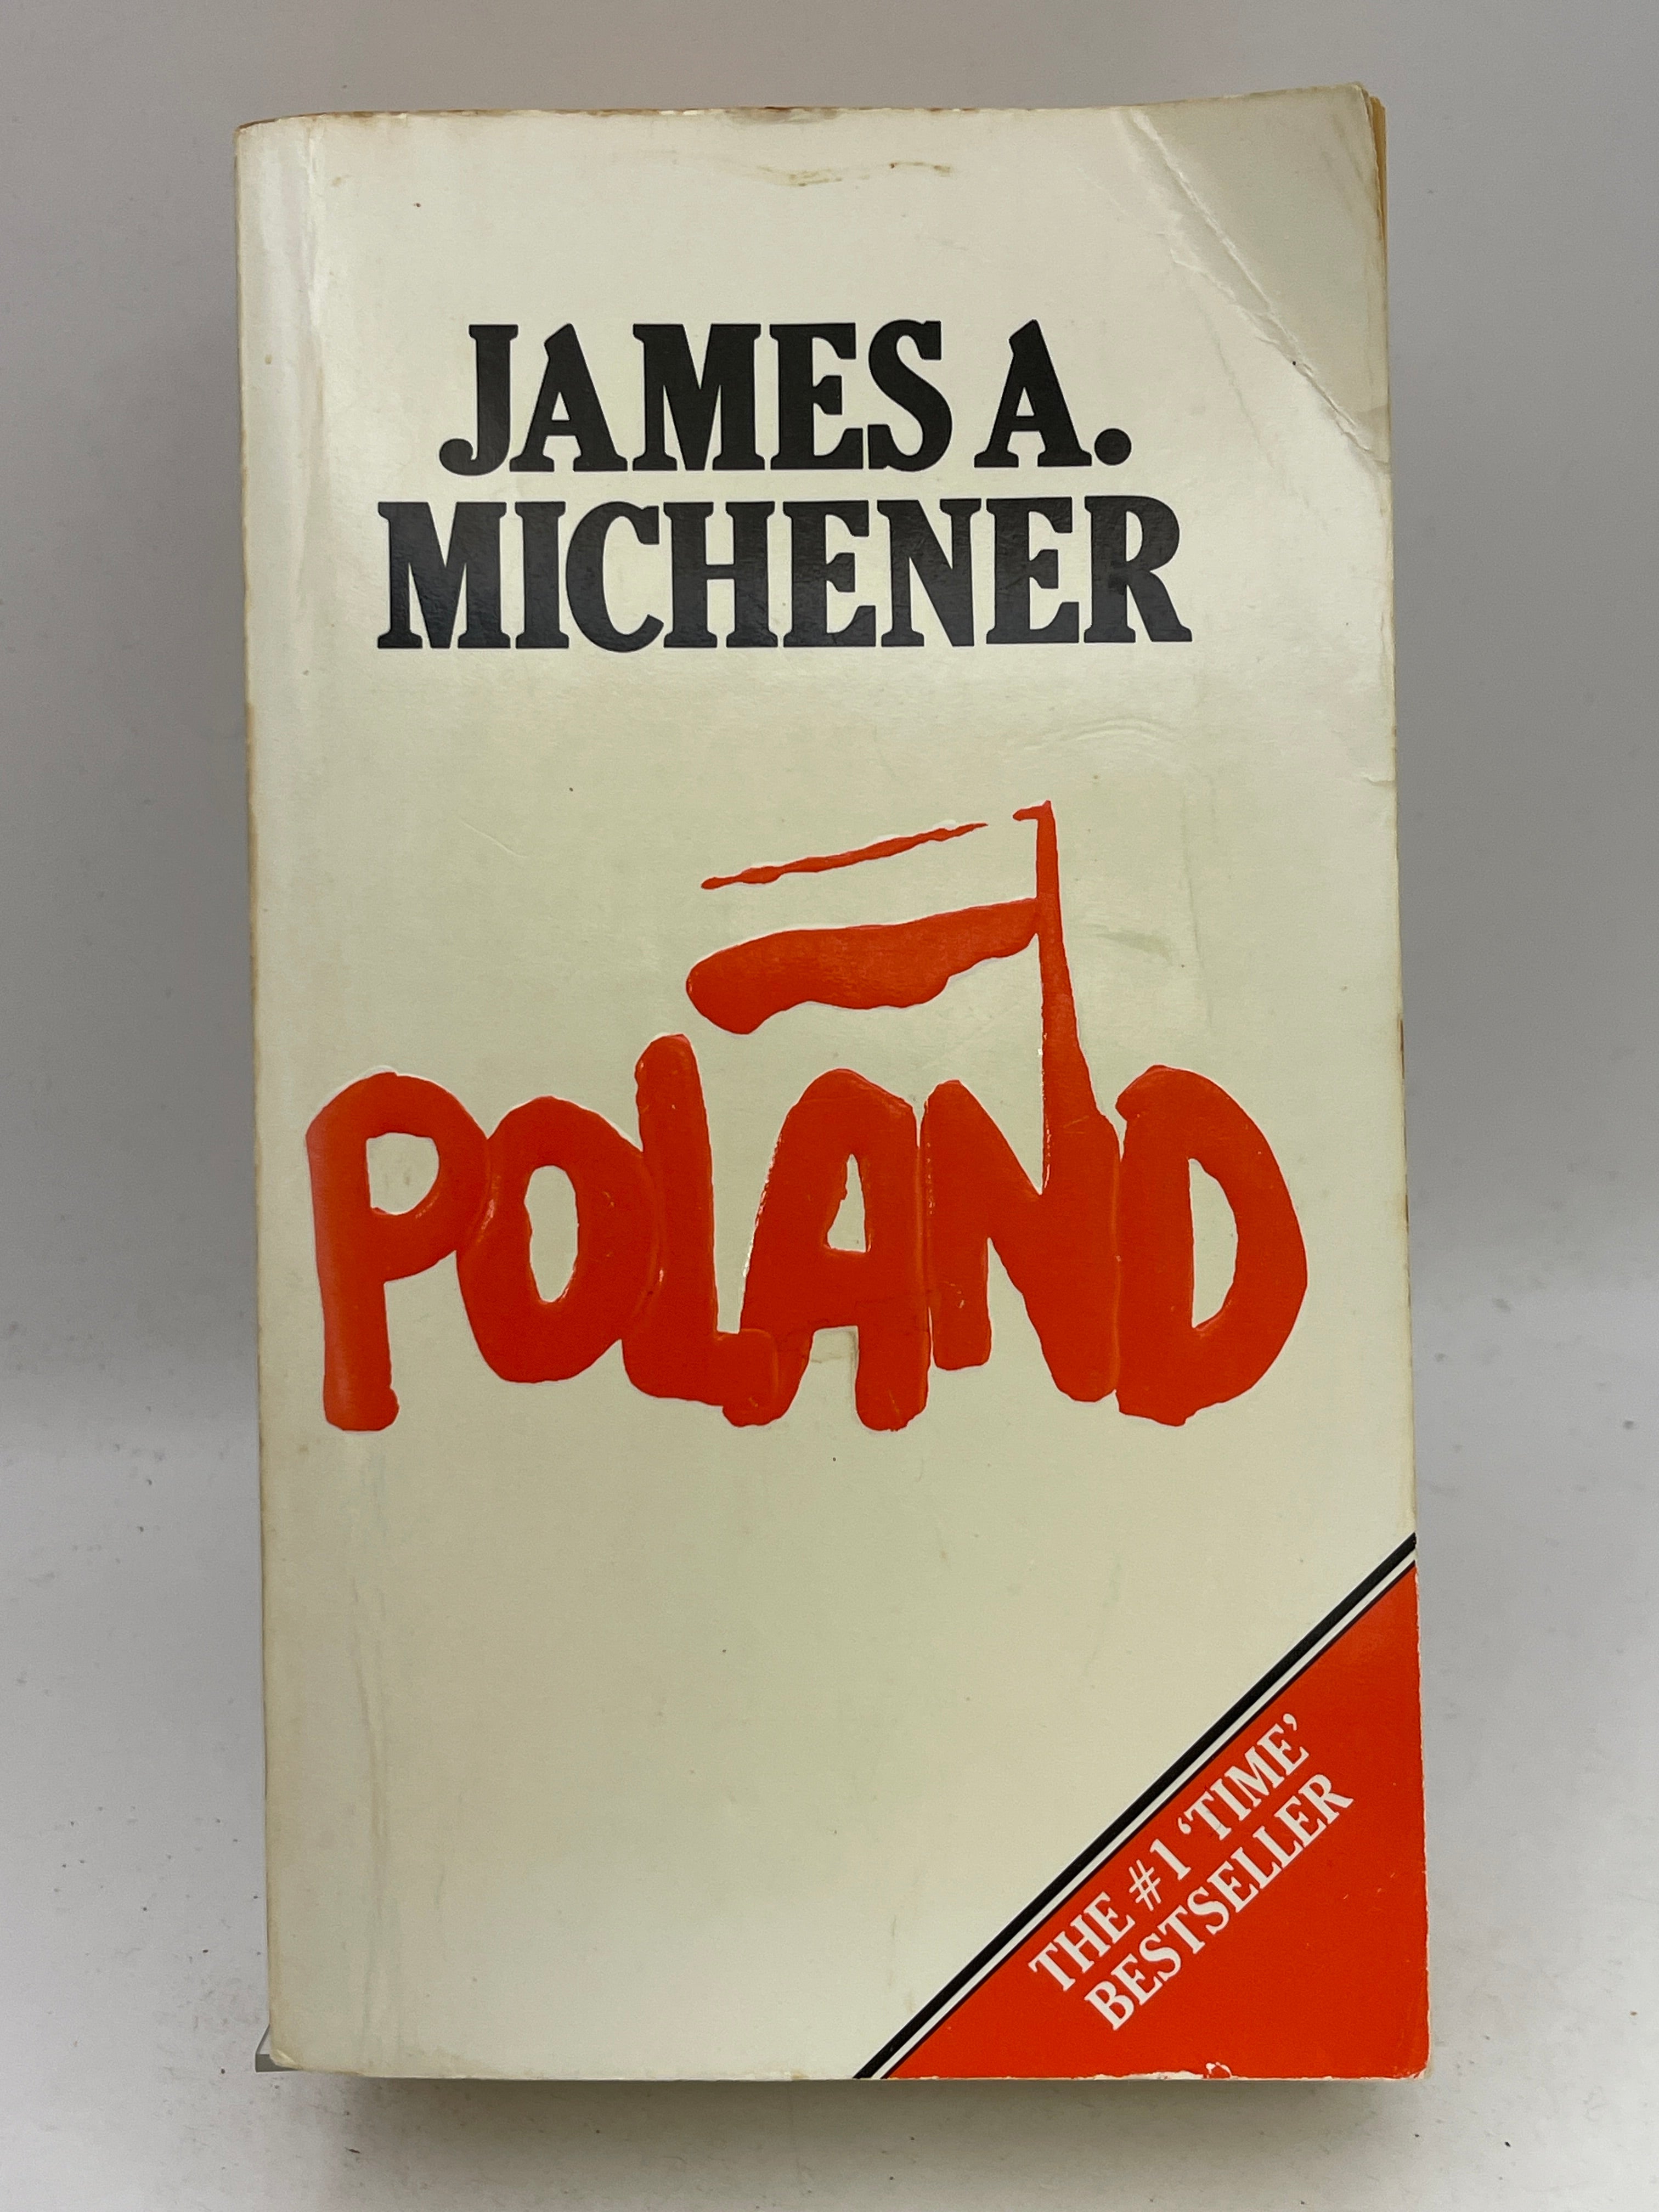 JAMES A.
MICHENER
POLAND
THE #1 ‘TIME’
BESTSELLER